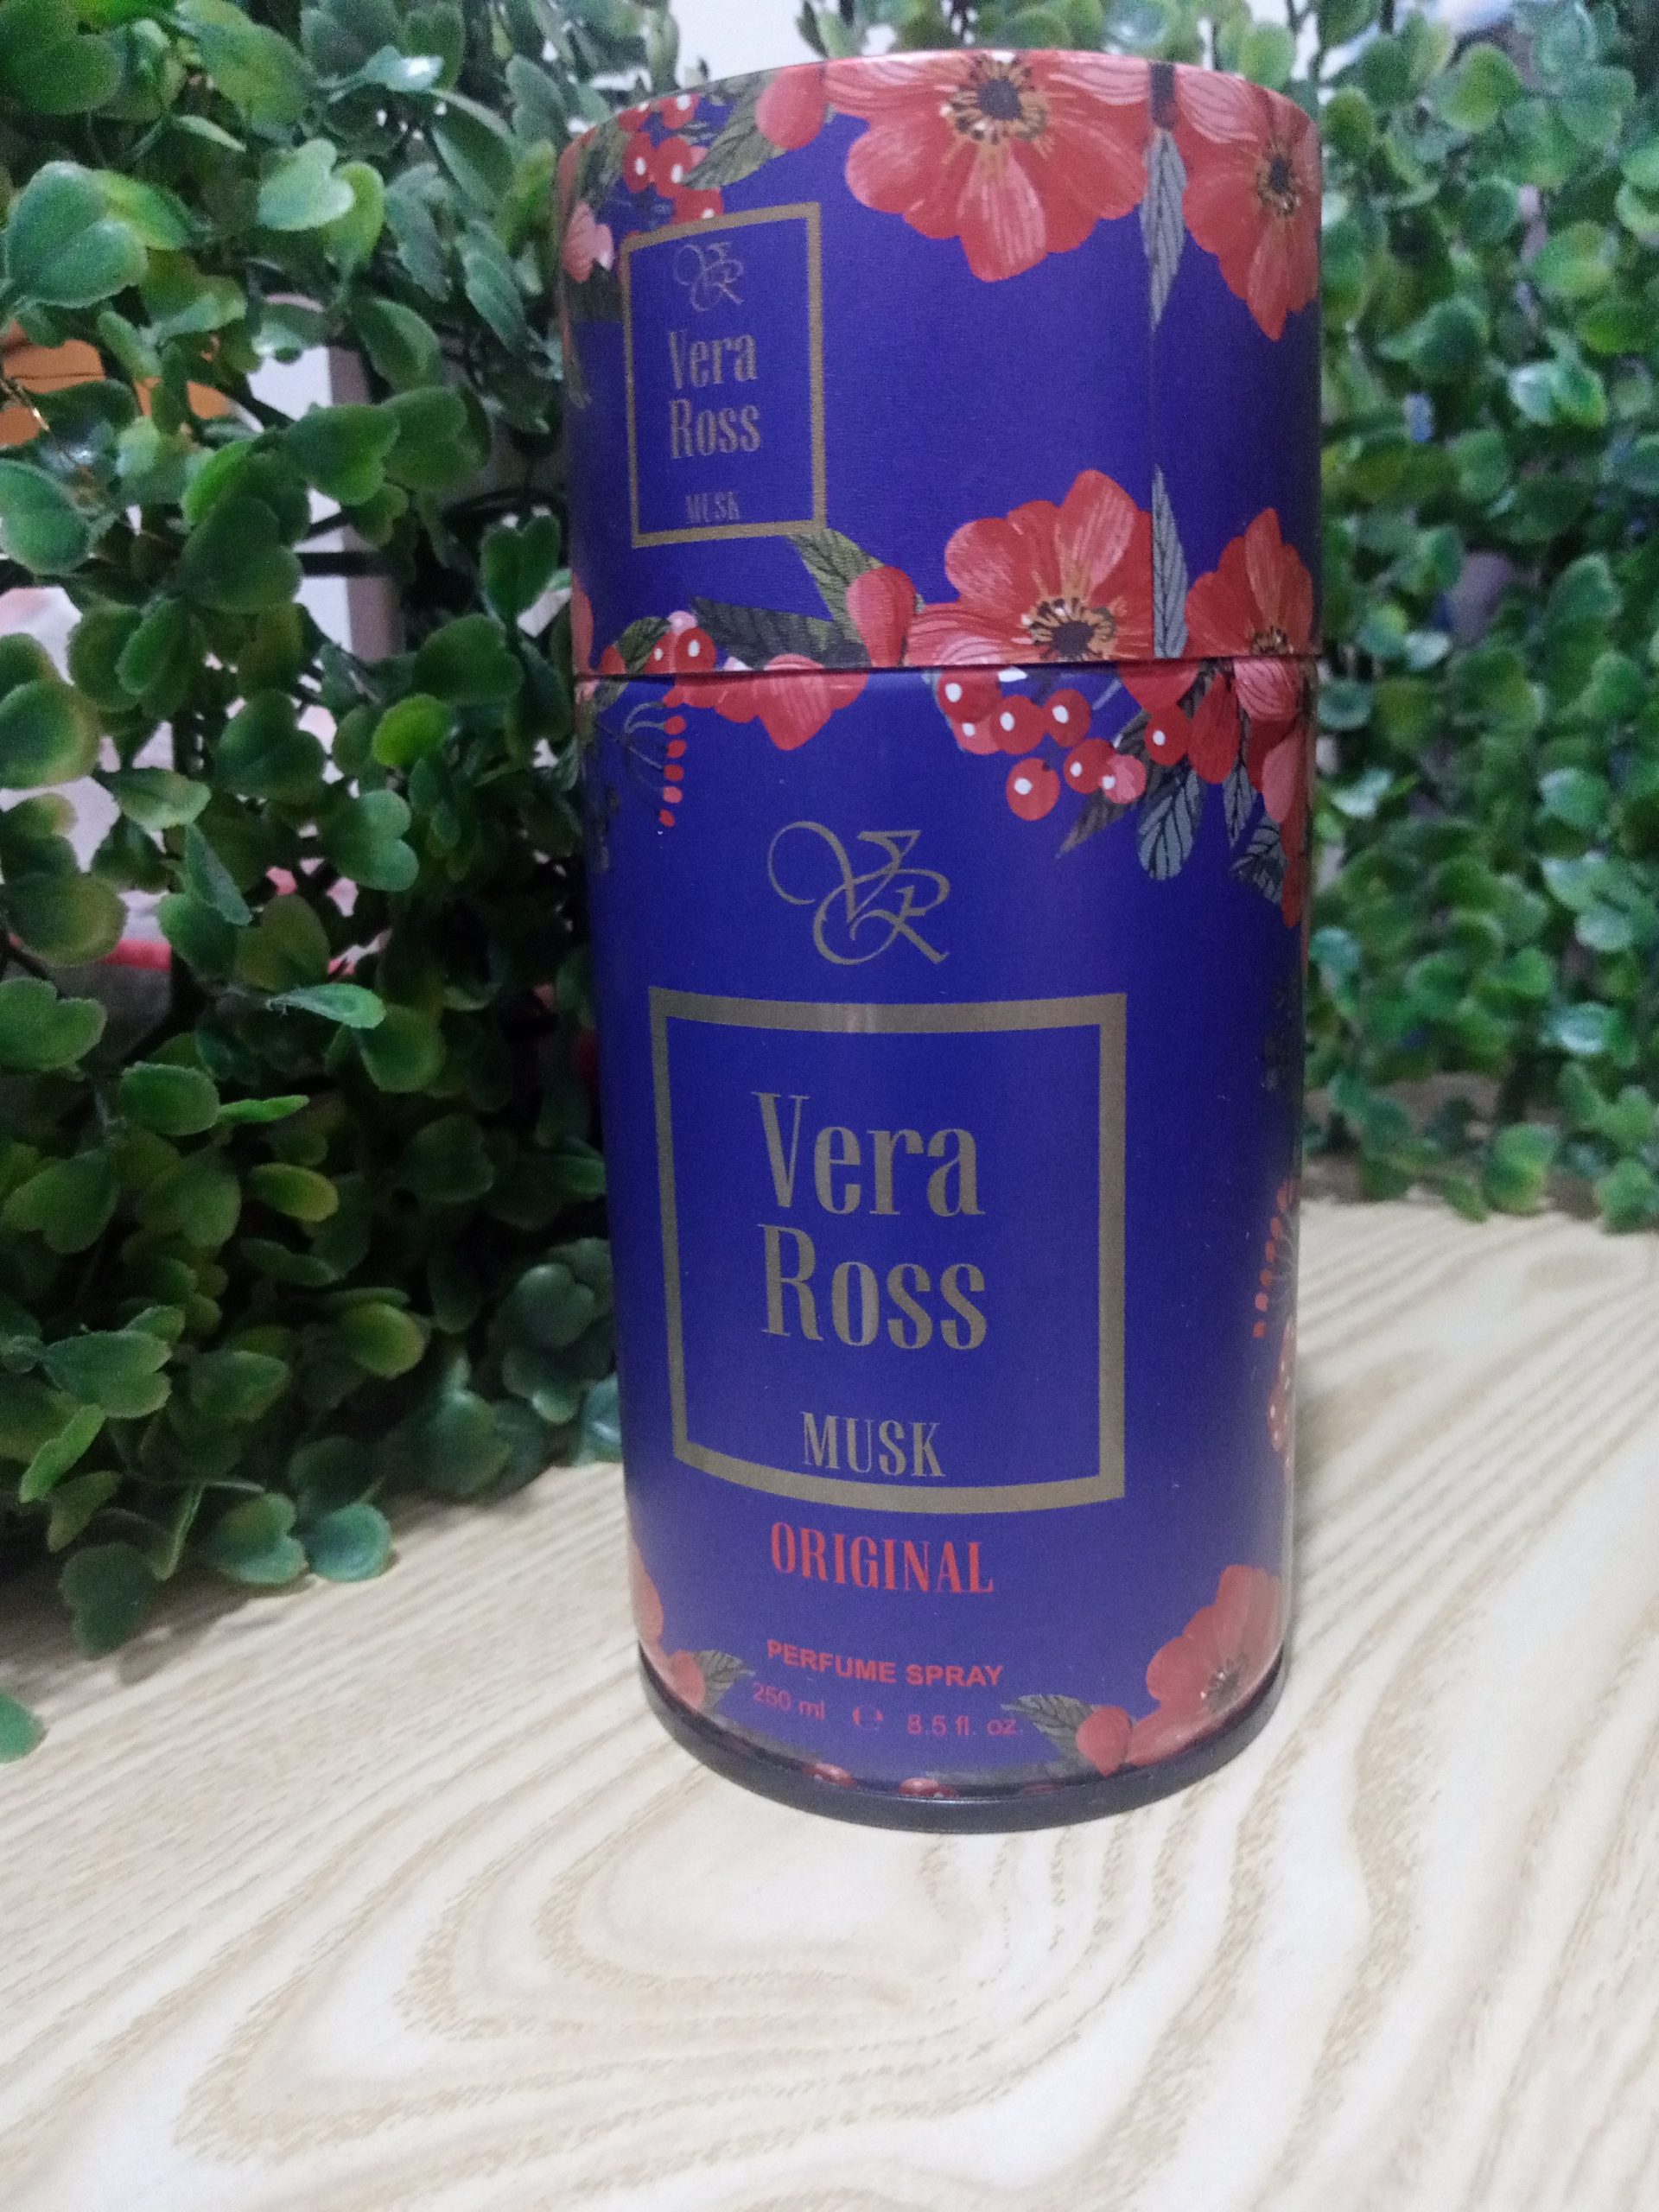 VR
Vera
Ross
MUSK
VR
Vera
Ross
MUSK
ORIGINAL
PERFUME SPRAY
250 ml ℮ 8.5 fl. oz.